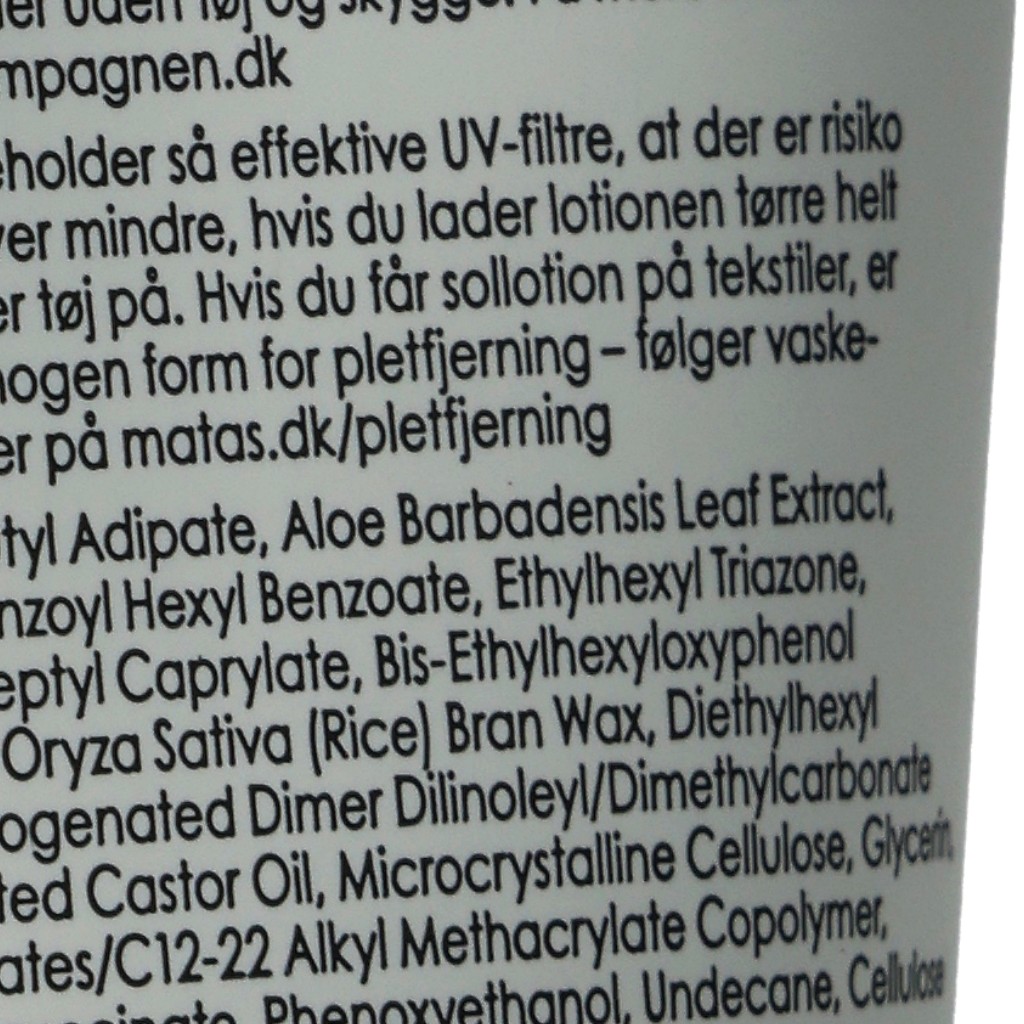 uden tøj og
mpagnen.dk
eholder så effektive UV-filtre, at der er risiko
er mindre, hvis du lader lotionen tørre helt
er tøj på. Hvis du får sollotion på tekstiler, er
nogen form for pletfjerning – følger vaske-
er på matas.dk/pletfjerning
tyl Adipate, Aloe Barbadensis Leaf Extract,
nzoyl Hexyl Benzoate, Ethylhexyl Triazone,
eptyl Caprylate, Bis-Ethylhexyloxyphenol
Oryza Sativa (Rice) Bran Wax, Diethylhexyl
ogenated Dimer Dilinoleyl/Dimethylcarbonate
ted Castor Oil, Microcrystalline Cellulose, Glycerin,
ates/C12-22 Alkyl Methacrylate Copolymer,
Phenoxyethanol, Undecane, Cellulose